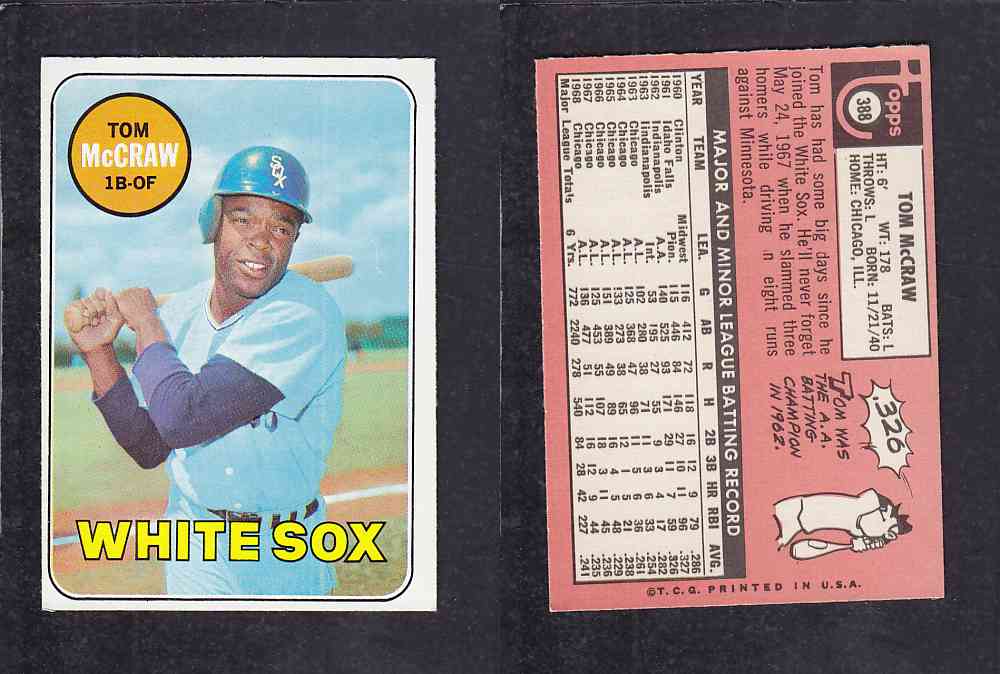 TOM
McCRAW
1B-OF
SOX
WHITE SOX
Topps
388
TOM McCRAW
HT: 6' WT: 178 BATS: L
THROWS: L BORN: 11/21/40
HOME: CHICAGO, ILL.
Tom has had some big days since he
joined the White Sox. He'll never forget
May 24, 1967 when he slammed three
homers while driving in eight runs
against Minnesota.
.326
TOM WAS
THE A.A.
BATTING
CHAMPION
IN 1962.
MAJOR AND MINOR LEAGUE BATTING RECORD
YEAR TEAM LEA. G AB R H 2B 3B HR RBI AVG.
1960 Clinton Midwest 116 412 72 118 16 12 9 79 .286
1961 Idaho Falls Pion. 115 446 84 146 27 10 11 96 .327
1962 Indianapolis A.A. 140 525 93 171 29 11 7 59 .326
1963 Indianapolis Int. 53 195 27 55 9 3 4 17 .282
1963 Chicago A.L. 102 280 38 71 11 3 6 33 .254
1964 Chicago A.L. 125 368 47 96 11 5 6 36 .261
1965 Chicago A.L. 133 273 38 65 12 1 5 21 .238
1966 Chicago A.L. 151 389 49 89 16 4 5 48 .229
1967 Chicago A.L. 125 453 55 107 18 3 11 45 .236
1968 Chicago A.L. 136 477 51 112 16 12 9 44 .235
Major League Totals 6 Yrs. 772 2240 278 540 84 28 42 227 .241
©T.C.G. PRINTED IN U.S.A.